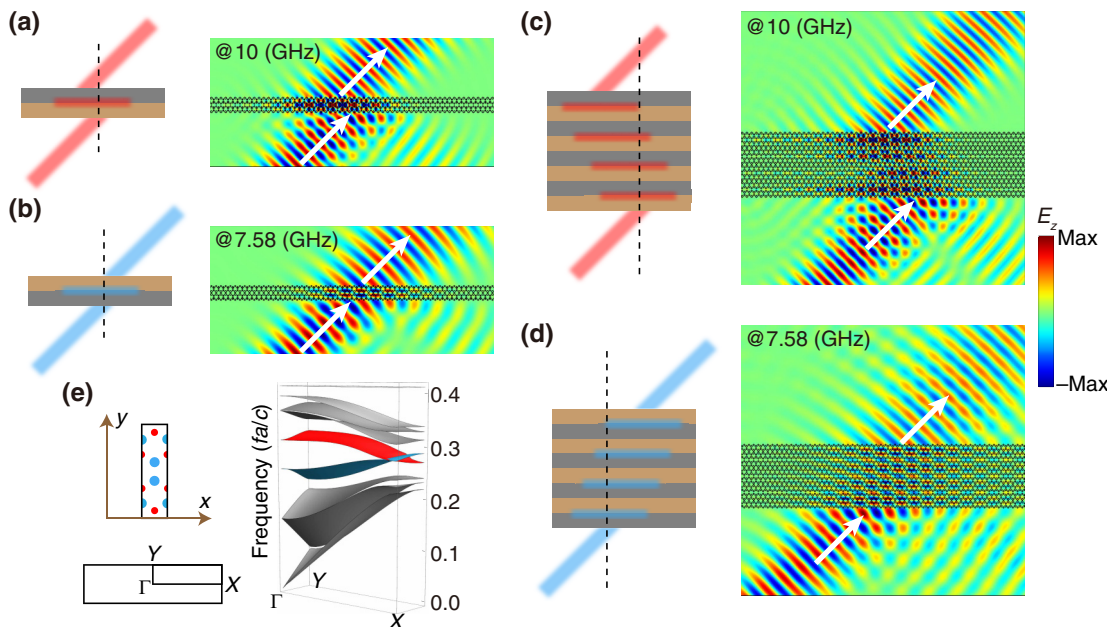 (a)
@10 (GHz)
(b)
@7.58 (GHz)
(c)
@10 (GHz)
(d)
@7.58 (GHz)
E_z
Max
–Max
(e)
y
x
Y
Γ
X
Frequency (fa/c)
0.4
0.3
0.2
0.1
0.0
Y
Γ
X